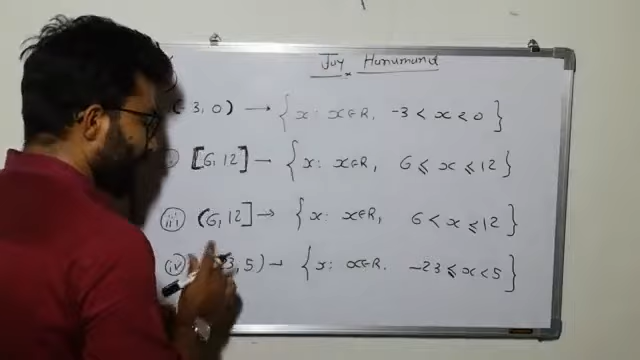 Jay Hanumand
3, 0) → { x : x∈R, -3 < x < 0 }
[6, 12] → { x : x∈R, 6 ⩽ x ⩽ 12 }
(iii) (6, 12] → { x : x∈R, 6 < x ⩽ 12 }
(iv) 3, 5) → { x : x∈R. -23 ⩽ x < 5 }